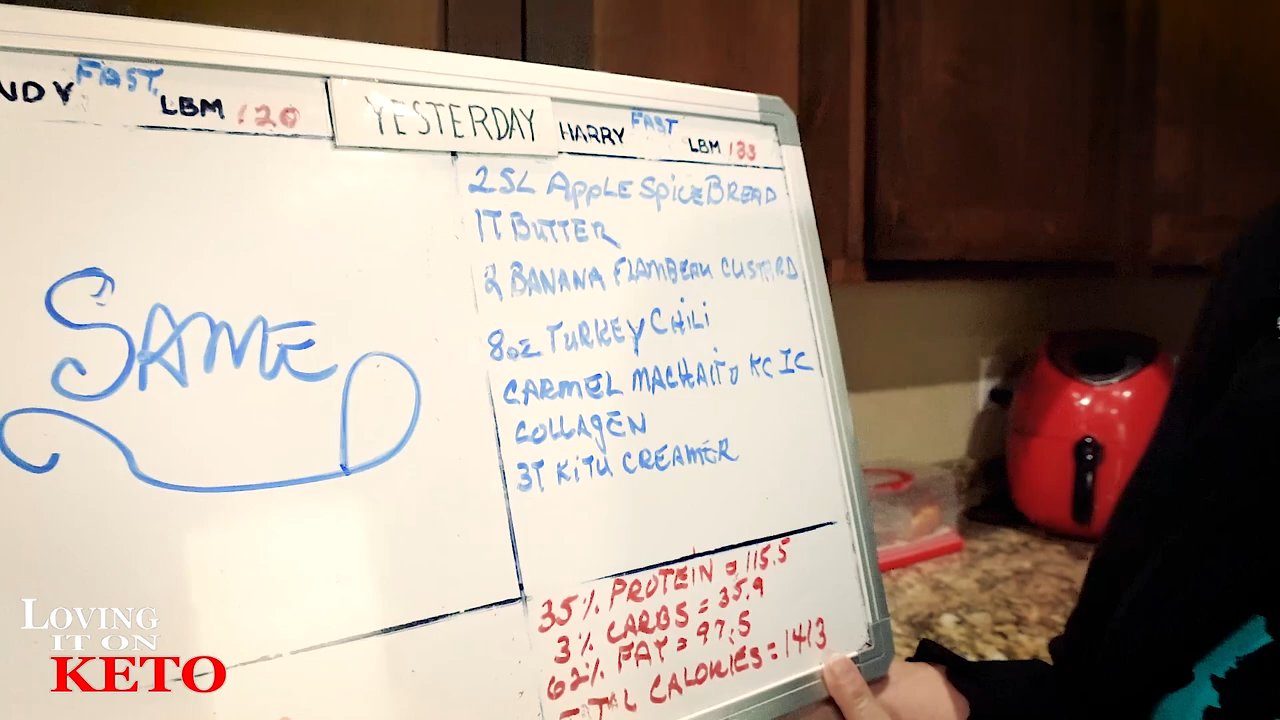 NDY FAST LBM 120
YESTERDAY
HARRY FAST LBM 133
SAME
2 SL APPLE SPICE BREAD
1T BUTTER
2 BANANA FLAMBEAU CUSTARD
8oz TURKEY CHILI
CARMEL MACHAITO KC IC
COLLAGEN
3T KITU CREAMER
35% PROTEIN = 115.5
3% CARBS = 35.9
62% FAT = 97.5
TOTAL CALORIES = 1413
LOVING
IT ON
KETO